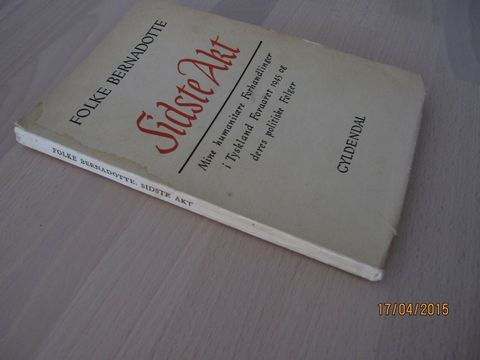 FOLKE BERNADOTTE
Sidste Akt
Mine humanitære Forhandlinger
i Tyskland Foraaret 1945 og
deres politiske Følger
GYLDENDAL
FOLKE BERNADOTTE: SIDSTE AKT
17/04/2015